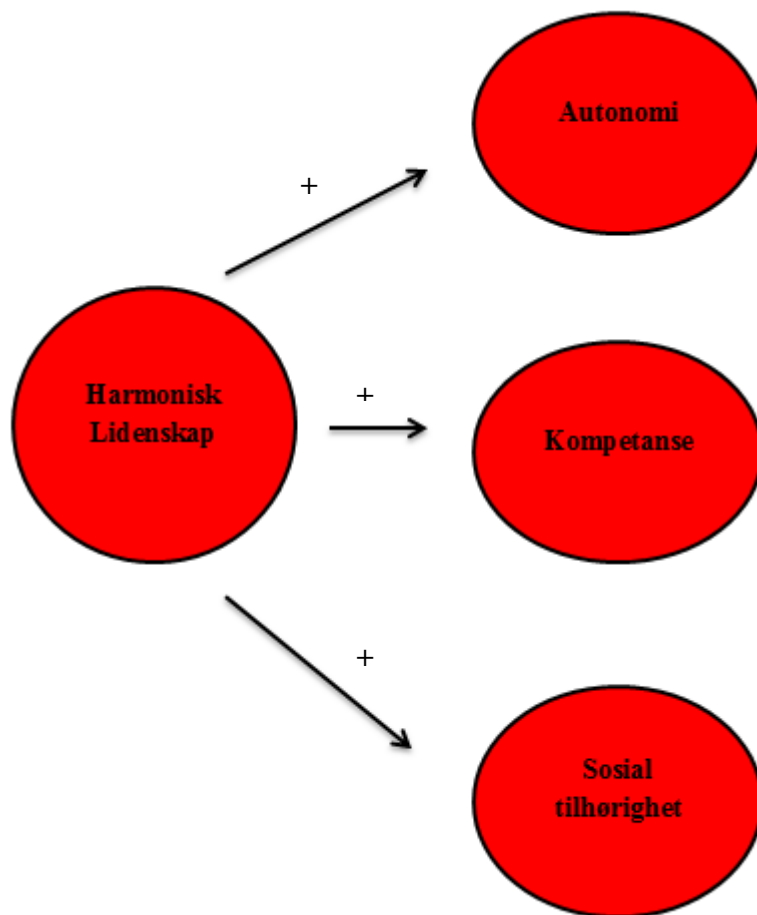 Autonomi
+
Harmonisk
Lidenskap
+
Kompetanse
+
Sosial
tilhørighet